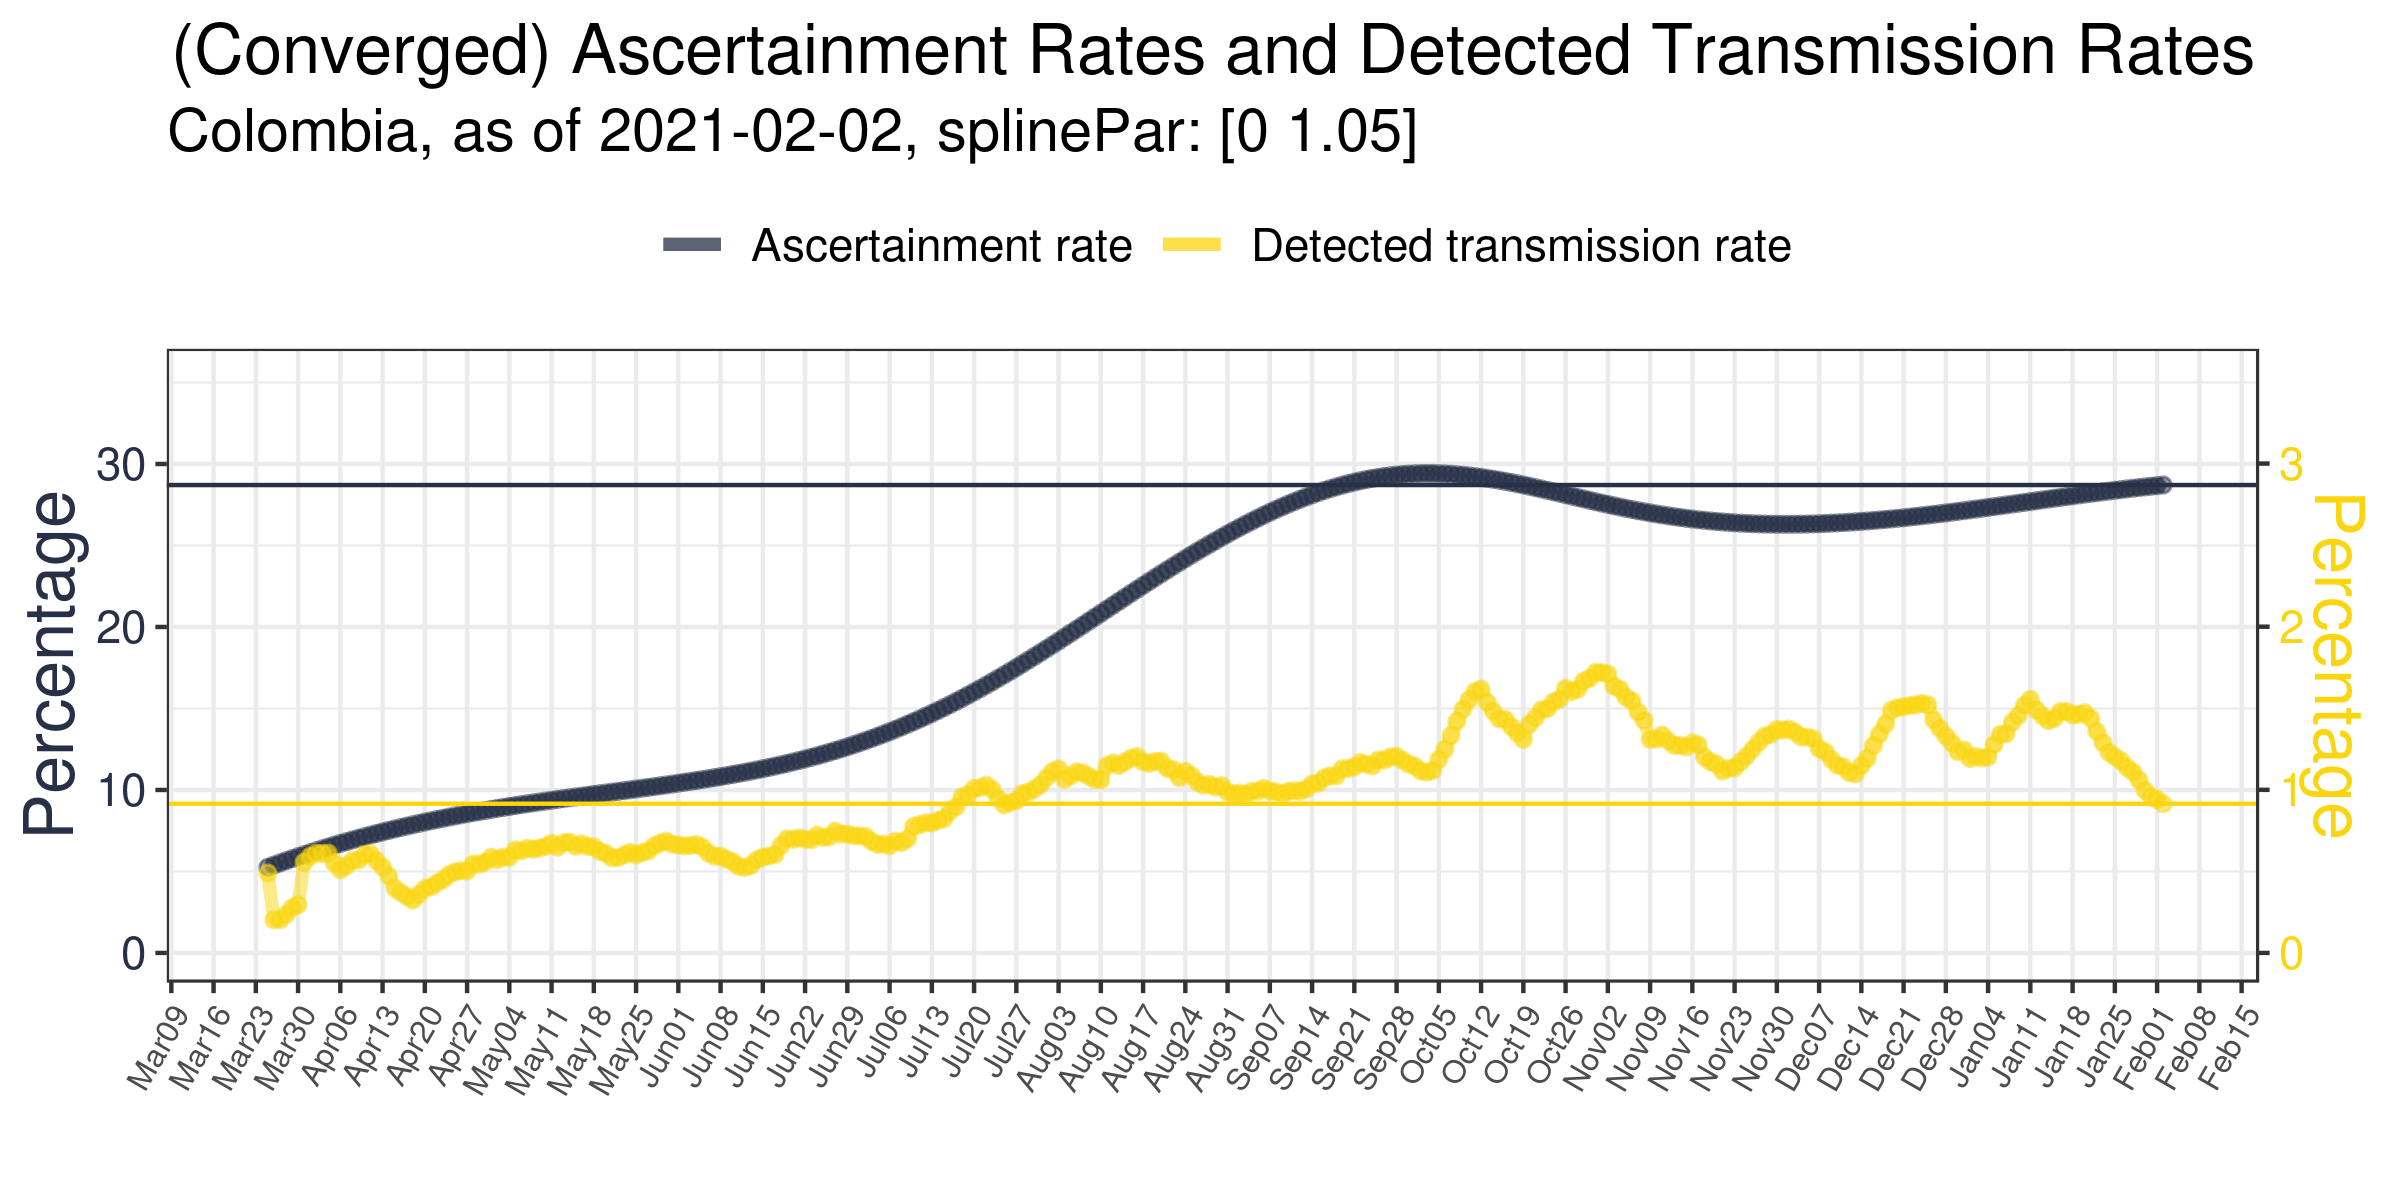 (Converged) Ascertainment Rates and Detected Transmission Rates
Colombia, as of 2021-02-02, splinePar: [0 1.05]
Ascertainment rate
Detected transmission rate
Percentage
30
20
10
0
3
2
1
0
Percentage
Mar09
Mar16
Mar23
Mar30
Apr06
Apr13
Apr20
Apr27
May04
May11
May18
May25
Jun01
Jun08
Jun15
Jun22
Jun29
Jul06
Jul13
Jul20
Jul27
Aug03
Aug10
Aug17
Aug24
Aug31
Sep07
Sep14
Sep21
Sep28
Oct05
Oct12
Oct19
Oct26
Nov02
Nov09
Nov16
Nov23
Nov30
Dec07
Dec14
Dec21
Dec28
Jan04
Jan11
Jan18
Jan25
Feb01
Feb08
Feb15